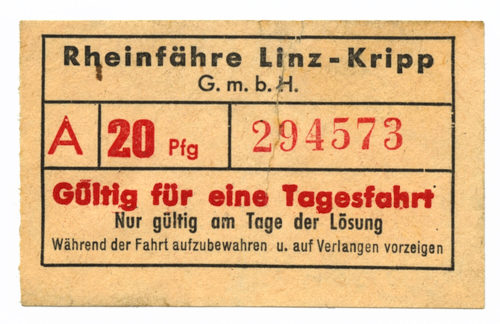 Rheinfähre Linz-Kripp
G.m.b.H.
A 20 Pfg 294573
Gültig für eine Tagesfahrt
Nur gültig am Tage der Lösung
Während der Fahrt aufzubewahren u. auf Verlangen vorzeigen